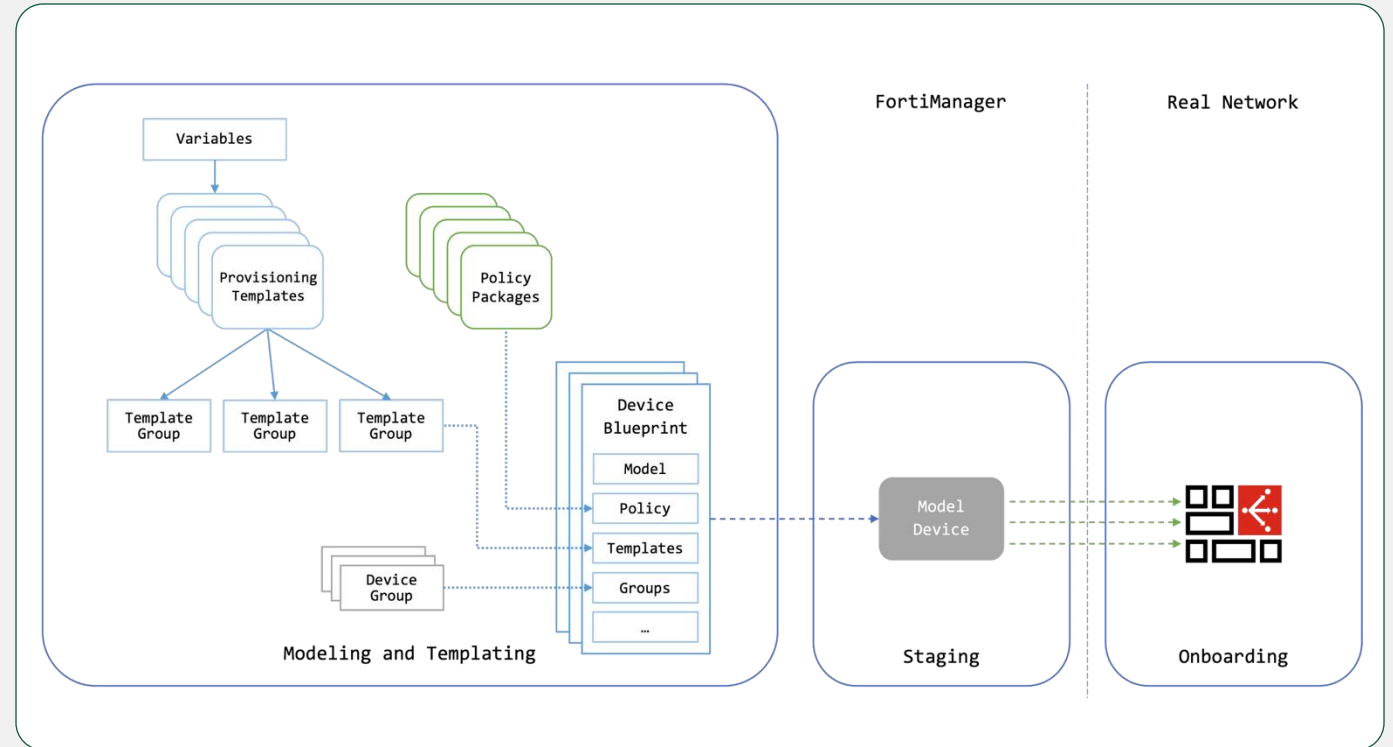 FortiManager
Real Network
Variables
Provisioning
Templates
Policy
Packages
Template
Group
Template
Group
Template
Group
Device
Blueprint
Model
Policy
Templates
Groups
…
Device
Group
Modeling and Templating
Model
Device
Staging
Onboarding